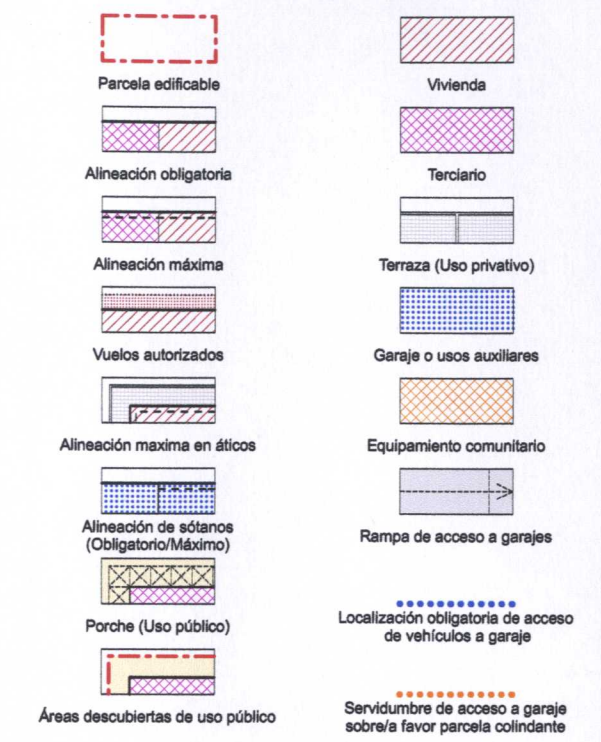 Parcela edificable
Alineación obligatoria
Alineación máxima
Vuelos autorizados
Alineación maxima en áticos
Alineación de sótanos
(Obligatorio/Máximo)
Porche (Uso público)
Áreas descubiertas de uso público
Vivienda
Terciario
Terraza (Uso privativo)
Garaje o usos auxiliares
Equipamiento comunitario
Rampa de acceso a garajes
Localización obligatoria de acceso
de vehículos a garaje
Servidumbre de acceso a garaje
sobre/a favor parcela colindante